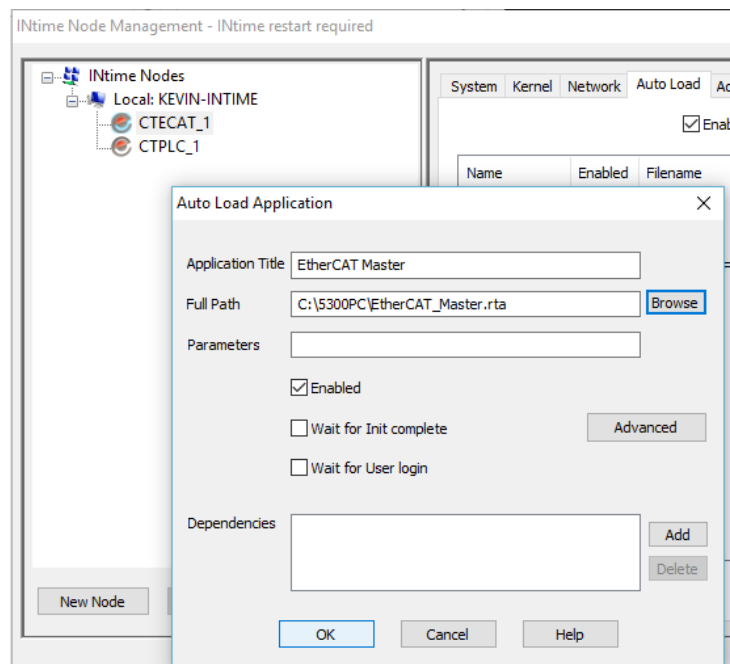 INtime Node Management - INtime restart required
INtime Nodes
Local: KEVIN-INTIME
CTECAT_1
CTPLC_1
System Kernel Network Auto Load
Name Enabled Filename
Auto Load Application
Application Title EtherCAT Master
Full Path C:\5300PC\EtherCAT_Master.rta Browse
Parameters
Enabled
Wait for Init complete Advanced
Wait for User login
Dependencies
Add
Delete
New Node
OK Cancel Help